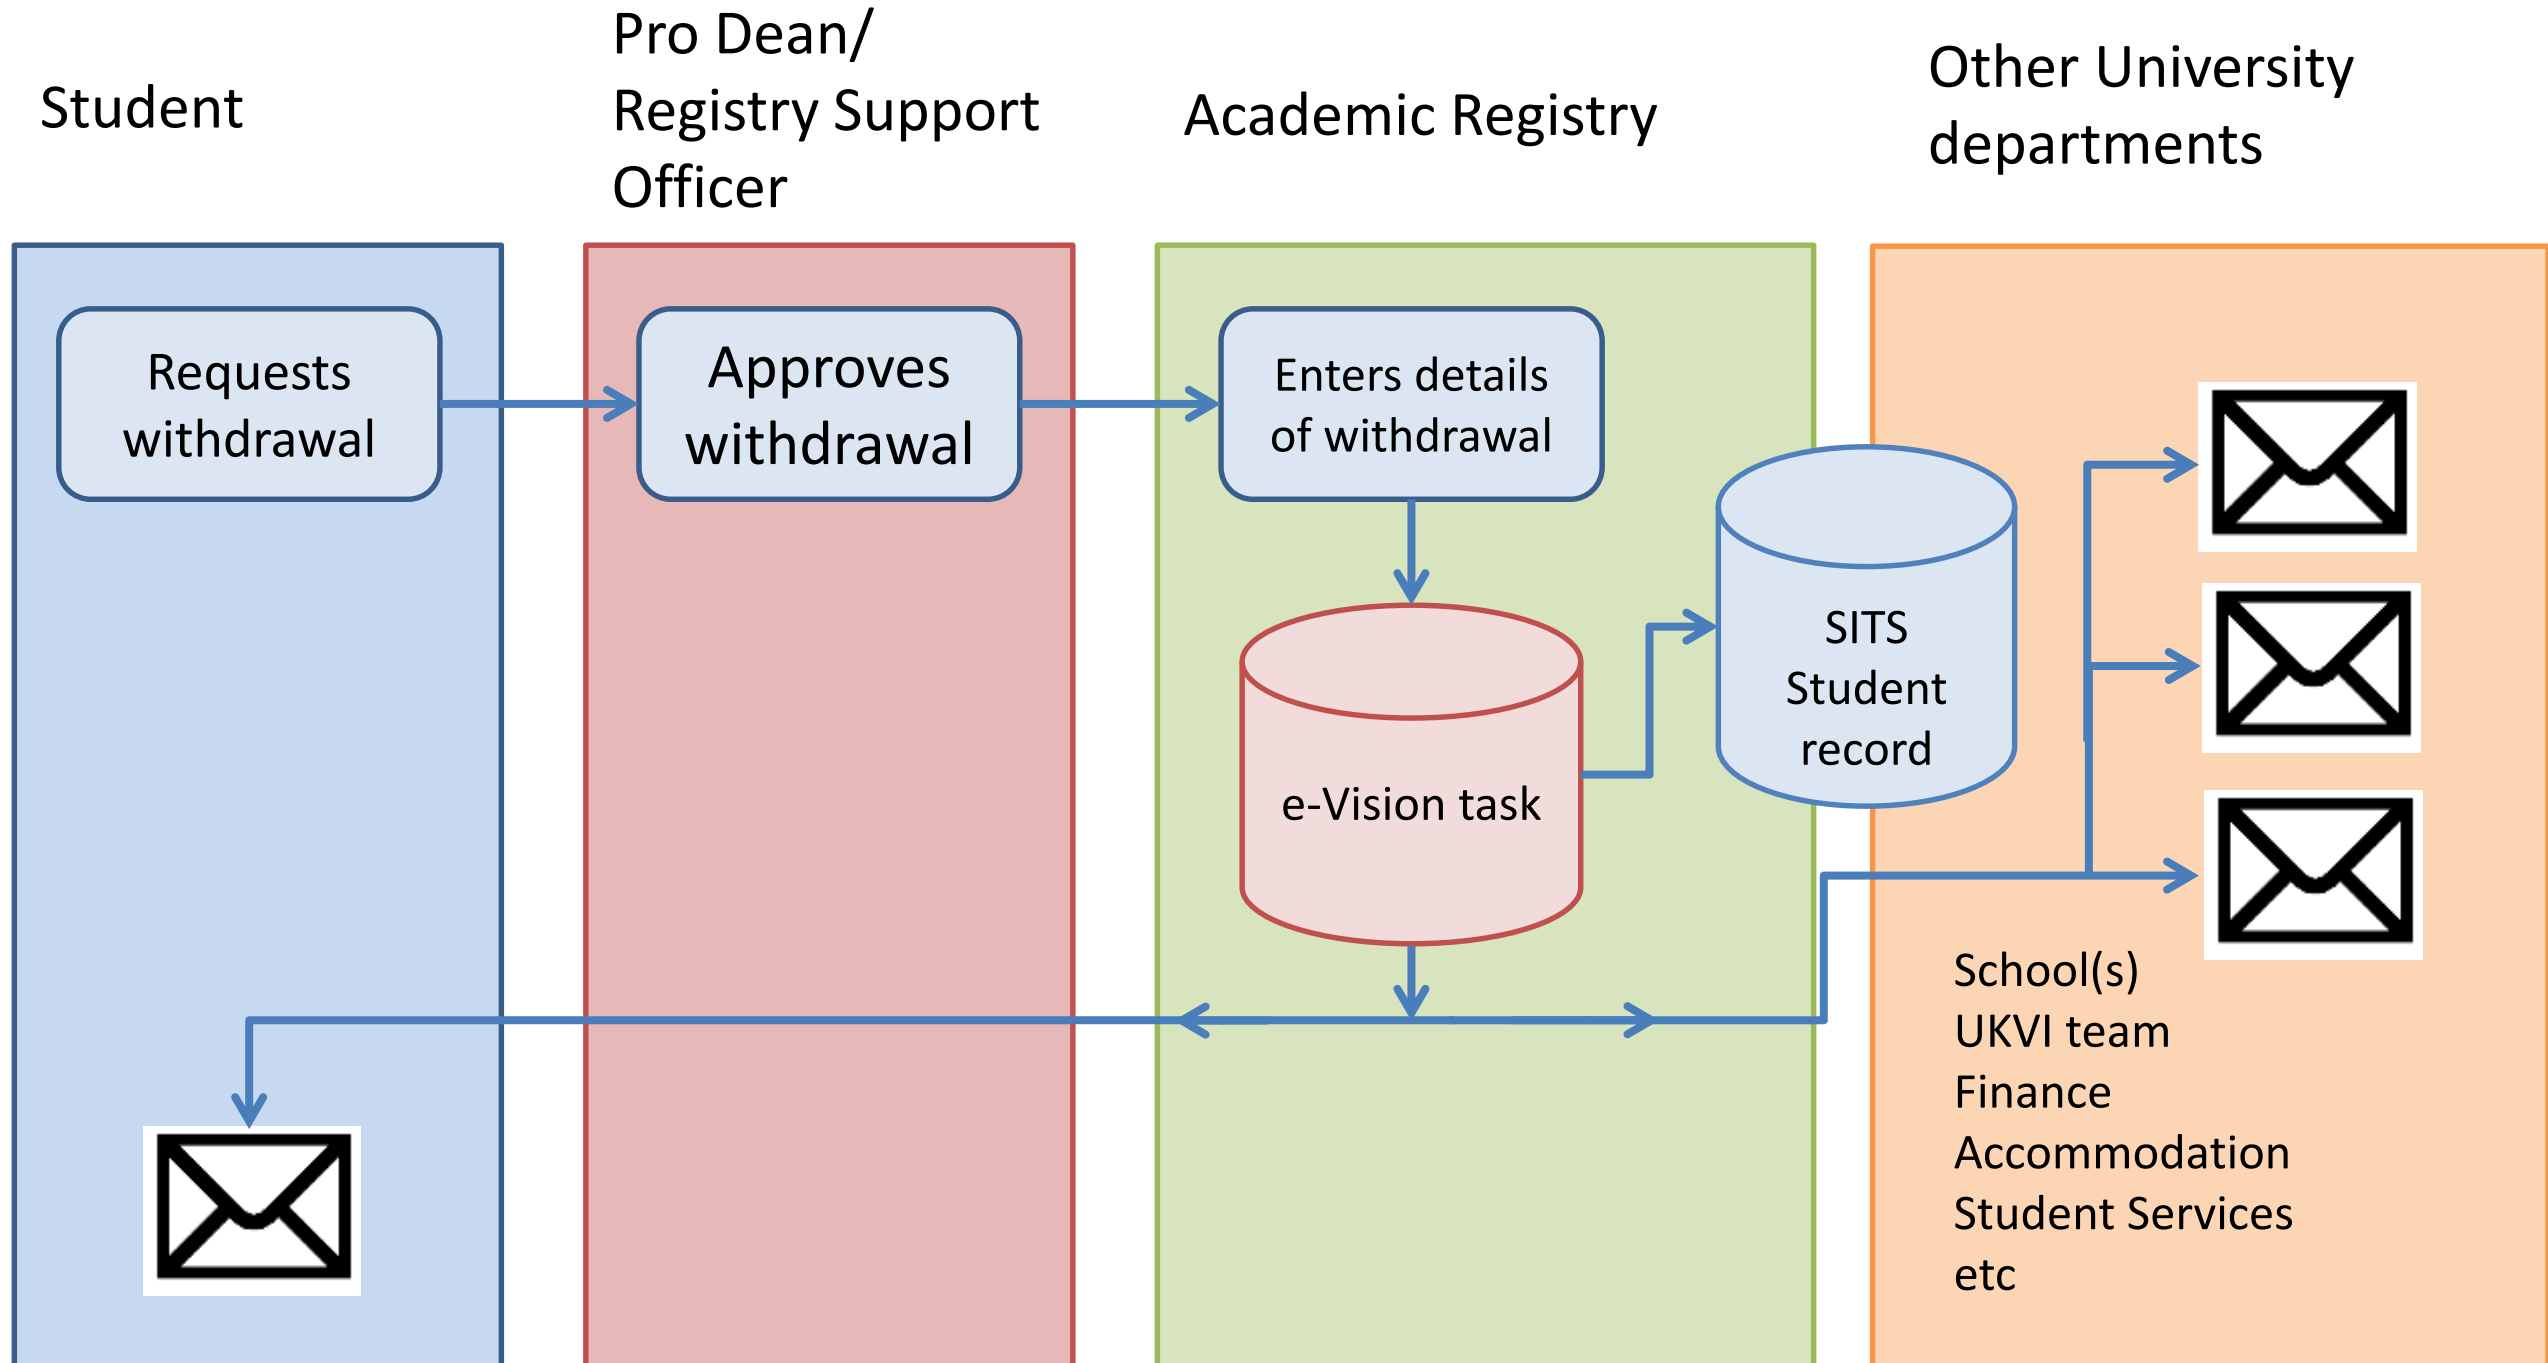 Student
Pro Dean/
Registry Support
Officer
Academic Registry
Other University
departments
Requests
withdrawal
Approves
withdrawal
Enters details
of withdrawal
SITS
Student
record
e-Vision task
School(s)
UKVI team
Finance
Accommodation
Student Services
etc